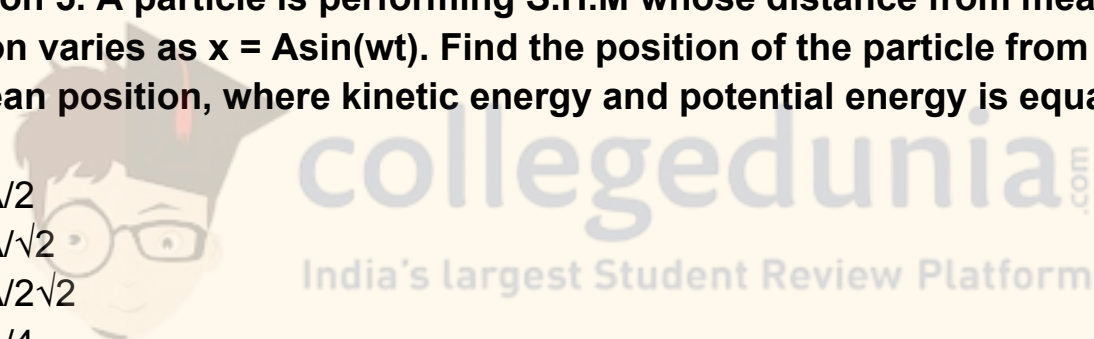 on 5. A particle is performing S.H.M whose distance from mea
on varies as x = Asin(wt). Find the position of the particle from
ean position, where kinetic energy and potential energy is equa
A/2
A/√2
A/2√2
A/4
collegedunia.com
India's largest Student Review Platform